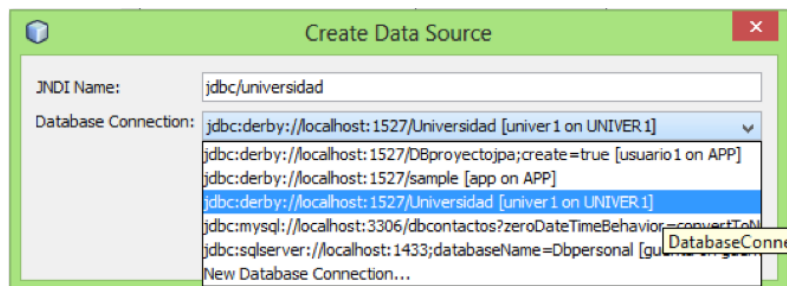 Create Data Source
JNDI Name: jdbc/universidad
Database Connection: jdbc:derby://localhost:1527/Universidad [univer1 on UNIVER1]
jdbc:derby://localhost:1527/DBproyectojpa;create=true [usuario1 on APP]
jdbc:derby://localhost:1527/sample [app on APP]
jdbc:derby://localhost:1527/Universidad [univer1 on UNIVER1]
jdbc:mysql://localhost:3306/dbcontactos?zeroDateTimeBehavior=convertToN
DatabaseConne
jdbc:sqlserver://localhost:1433;databaseName=Dbpersonal
New Database Connection...